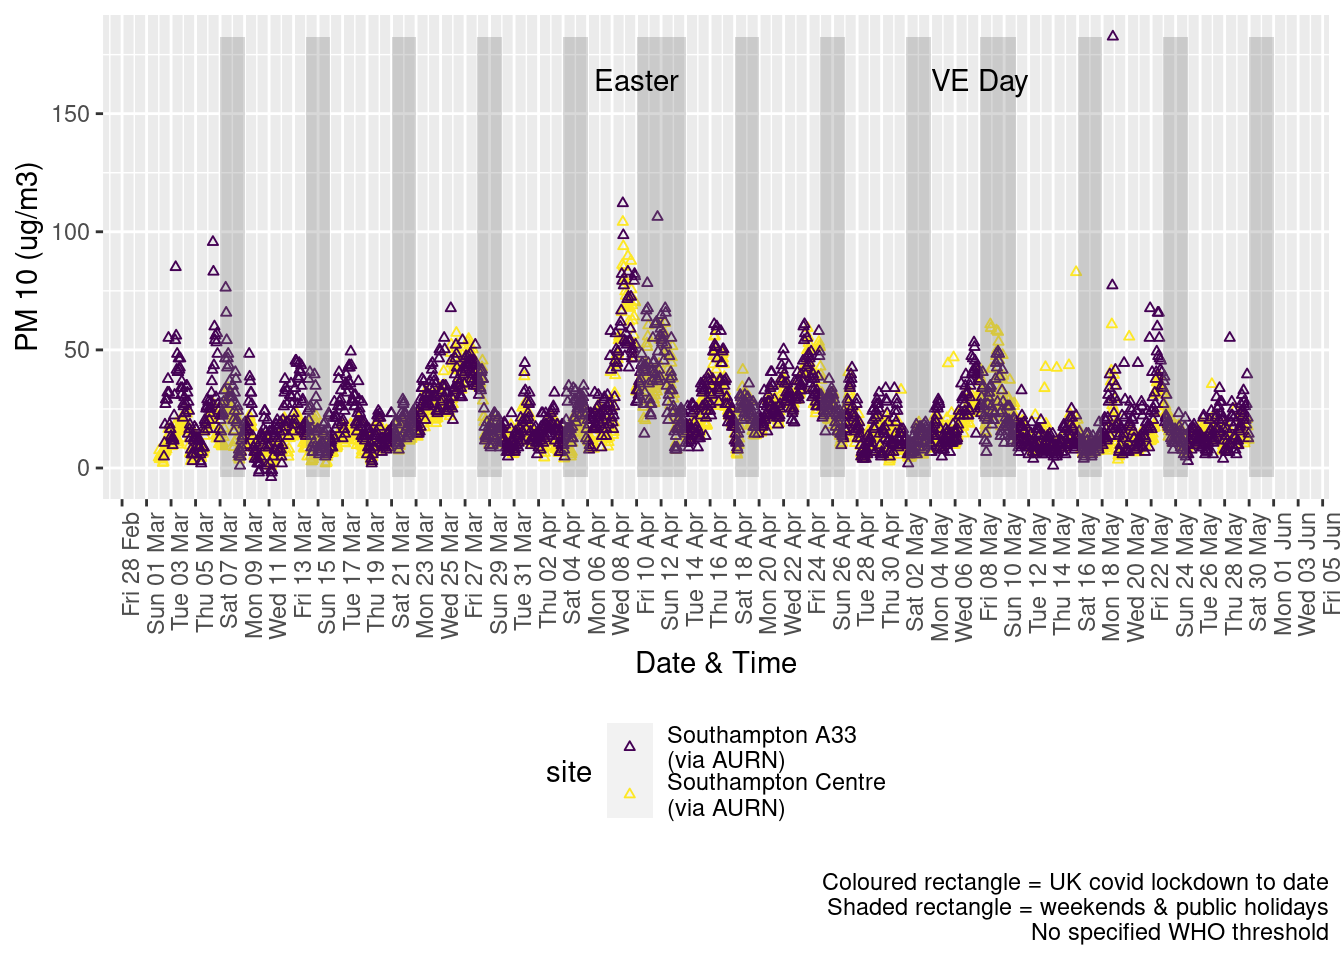 Easter
VE Day
PM 10 (ug/m3)
150
100
50
0
Fri 28 Feb
Sun 01 Mar
Tue 03 Mar
Thu 05 Mar
Sat 07 Mar
Mon 09 Mar
Wed 11 Mar
Fri 13 Mar
Sun 15 Mar
Tue 17 Mar
Thu 19 Mar
Sat 21 Mar
Mon 23 Mar
Wed 25 Mar
Fri 27 Mar
Sun 29 Mar
Tue 31 Mar
Thu 02 Apr
Sat 04 Apr
Mon 06 Apr
Wed 08 Apr
Fri 10 Apr
Sun 12 Apr
Tue 14 Apr
Thu 16 Apr
Sat 18 Apr
Mon 20 Apr
Wed 22 Apr
Fri 24 Apr
Sun 26 Apr
Tue 28 Apr
Thu 30 Apr
Sat 02 May
Mon 04 May
Wed 06 May
Fri 08 May
Sun 10 May
Tue 12 May
Thu 14 May
Sat 16 May
Mon 18 May
Wed 20 May
Fri 22 May
Sun 24 May
Tue 26 May
Thu 28 May
Sat 30 May
Mon 01 Jun
Wed 03 Jun
Fri 05 Jun
Date & Time
site
Southampton A33
(via AURN)
Southampton Centre
(via AURN)
Coloured rectangle = UK covid lockdown to date
Shaded rectangle = weekends & public holidays
No specified WHO threshold